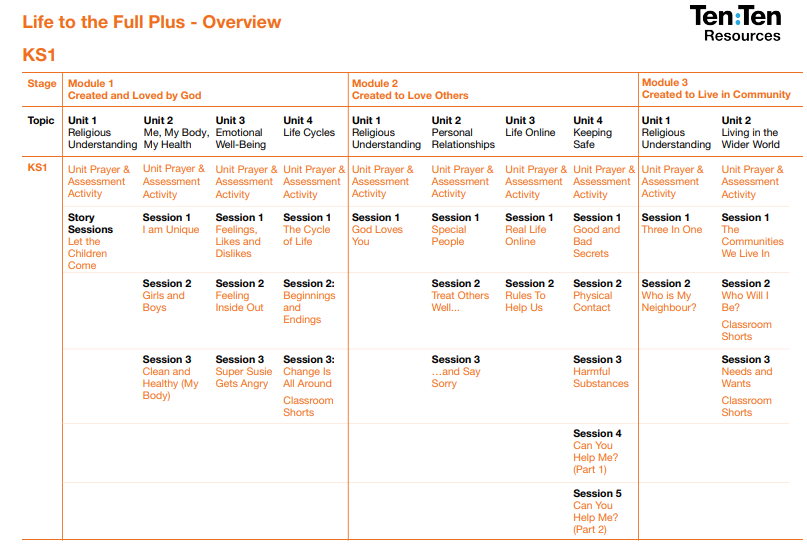 Life to the Full Plus - Overview
Ten:Ten
Resources
KS1
Stage
Module 1
Created and Loved by God
Module 2
Created to Love Others
Module 3
Created to Live in Community
Topic
Unit 1
Religious
Understanding
Unit 2
Me, My Body,
My Health
Unit 3
Emotional
Well-Being
Unit 4
Life Cycles
Unit 1
Religious
Understanding
Unit 2
Personal
Relationships
Unit 3
Life Online
Unit 4
Keeping
Safe
Unit 1
Religious
Understanding
Unit 2
Living in the
Wider World
KS1
Unit Prayer &
Assessment
Activity
Unit Prayer &
Assessment
Activity
Unit Prayer &
Assessment
Activity
Unit Prayer &
Assessment
Activity
Unit Prayer &
Assessment
Activity
Unit Prayer &
Assessment
Activity
Unit Prayer &
Assessment
Activity
Unit Prayer &
Assessment
Activity
Unit Prayer &
Assessment
Activity
Unit Prayer &
Assessment
Activity
Story
Sessions
Let the
Children
Come
Session 1
I am Unique
Session 1
Feelings,
Likes and
Dislikes
Session 1
The Cycle
of Life
Session 1
God Loves
You
Session 1
Special
People
Session 1
Real Life
Online
Session 1
Good and
Bad
Secrets
Session 1
Three In One
Session 1
The
Communities
We Live In
Session 2
Girls and
Boys
Session 2
Feeling
Inside Out
Session 2:
Beginnings
and
Endings
Session 2
Treat Others
Well...
Session 2
Rules To
Help Us
Session 2
Physical
Contact
Session 2
Who is My
Neighbour?
Session 2
Who Will I
Be?
Classroom
Shorts
Session 3
Clean and
Healthy (My
Body)
Session 3
Super Susie
Gets Angry
Session 3:
Change Is
All Around
Classroom
Shorts
Session 3
...and Say
Sorry
Session 3
Harmful
Substances
Session 3
Needs and
Wants
Classroom
Shorts
Session 4
Can You
Help Me?
(Part 1)
Session 5
Can You
Help Me?
(Part 2)